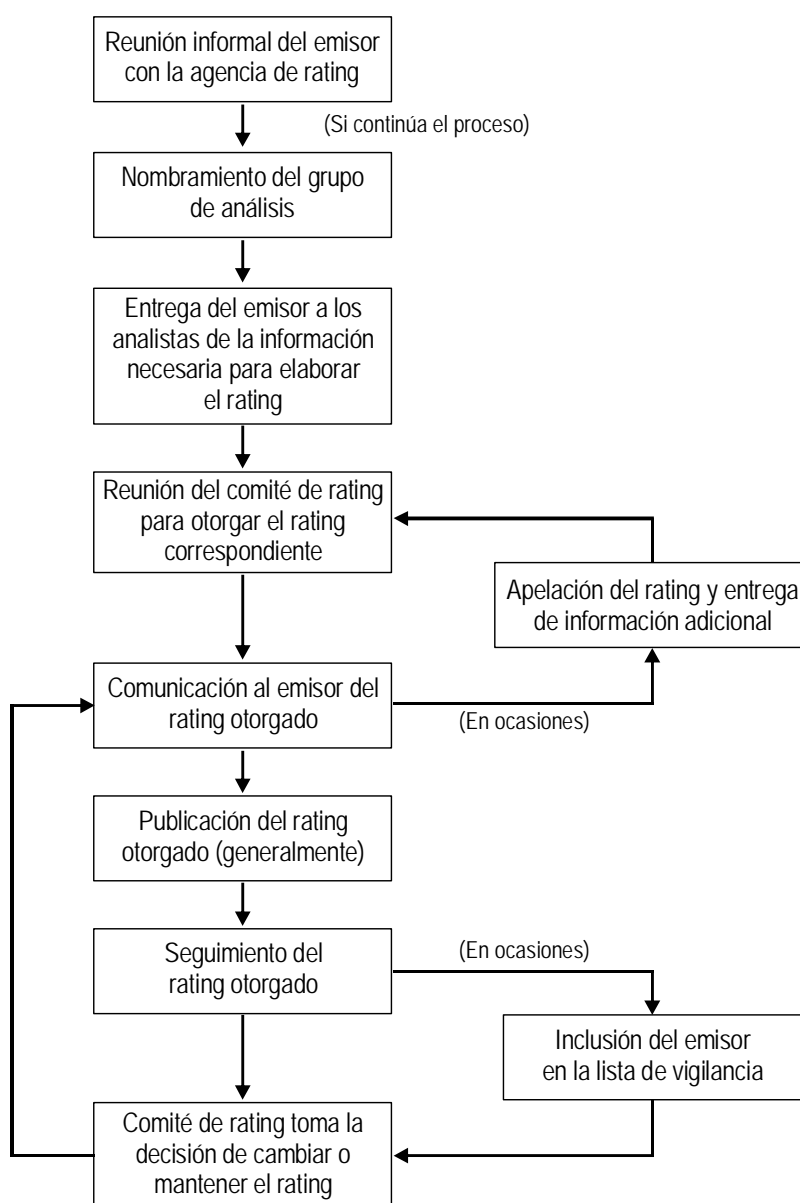 Reunión informal del emisor
con la agencia de rating
(Si continúa el proceso)
Nombramiento del grupo
de análisis
Entrega del emisor a los
analistas de la información
necesaria para elaborar
el rating
Reunión del comité de rating
para otorgar el rating
correspondiente
Apelación del rating y entrega
de información adicional
Comunicación al emisor del
rating otorgado
(En ocasiones)
Publicación del rating
otorgado (generalmente)
Seguimiento del
rating otorgado
(En ocasiones)
Inclusión del emisor
en la lista de vigilancia
Comité de rating toma la
decisión de cambiar o
mantener el rating